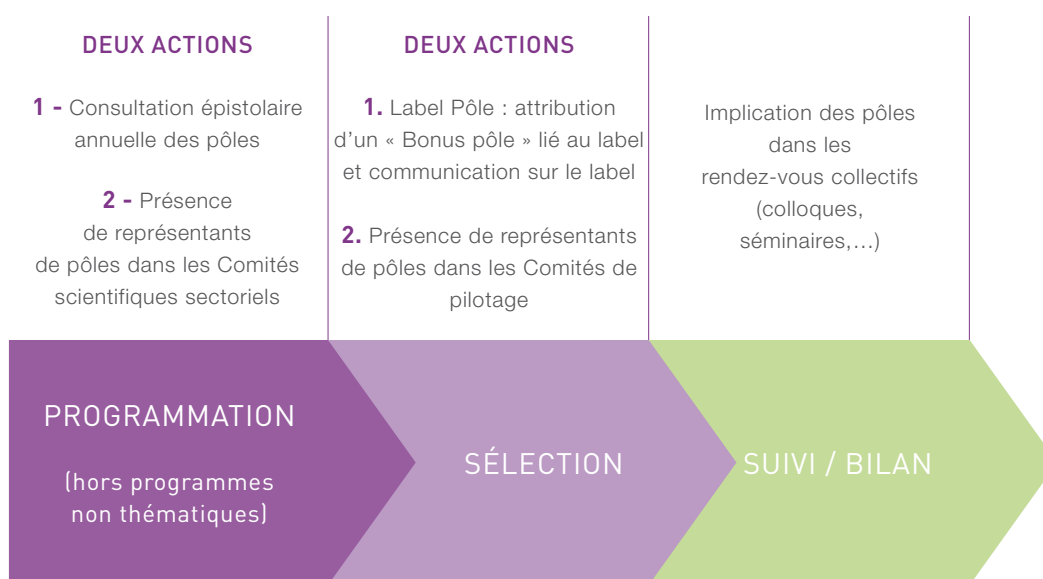 DEUX ACTIONS
1 - Consultation épistolaire
annuelle des pôles
2 - Présence
de représentants
de pôles dans les Comités
scientifiques sectoriels
DEUX ACTIONS
1. Label Pôle : attribution
d'un « Bonus pôle » lié au label
et communication sur le label
2. Présence de représentants
de pôles dans les Comités de
pilotage
Implication des pôles
dans les
rendez-vous collectifs
(colloques,
séminaires,…)
PROGRAMMATION
(hors programmes
non thématiques)
SÉLECTION
SUIVI / BILAN